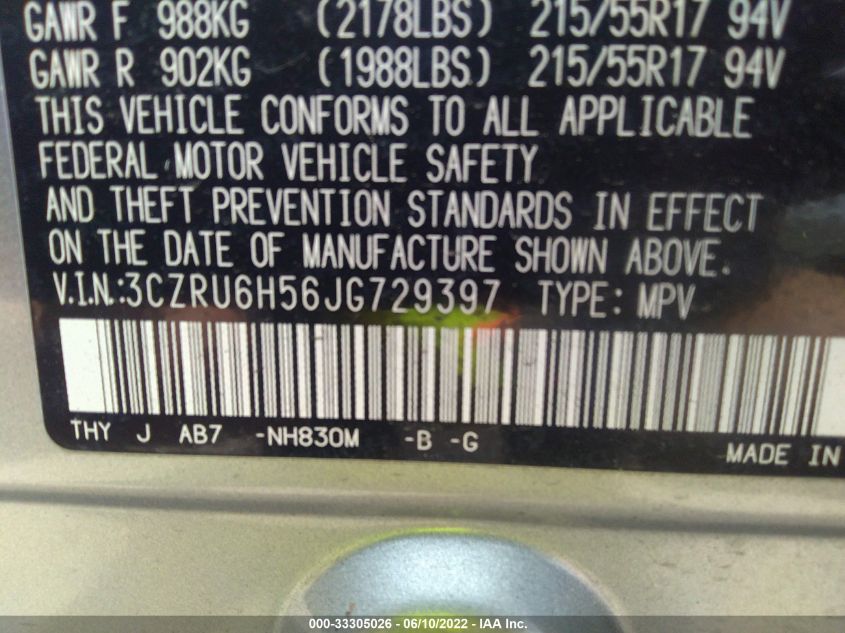 GAWR F 988KG (2178LBS) 215/55R17 94V
GAWR R 902KG (1988LBS) 215/55R17 94V
THIS VEHICLE CONFORMS TO ALL APPLICABLE
FEDERAL MOTOR VEHICLE SAFETY
AND THEFT PREVENTION STANDARDS IN EFFECT
ON THE DATE OF MANUFACTURE SHOWN ABOVE.
V.I.N.:3CZRU6H56JG729397 TYPE: MPV
THY J AB7 -NH830M -B -G
MADE IN
000-33305026 - 06/10/2022 - IAA Inc.